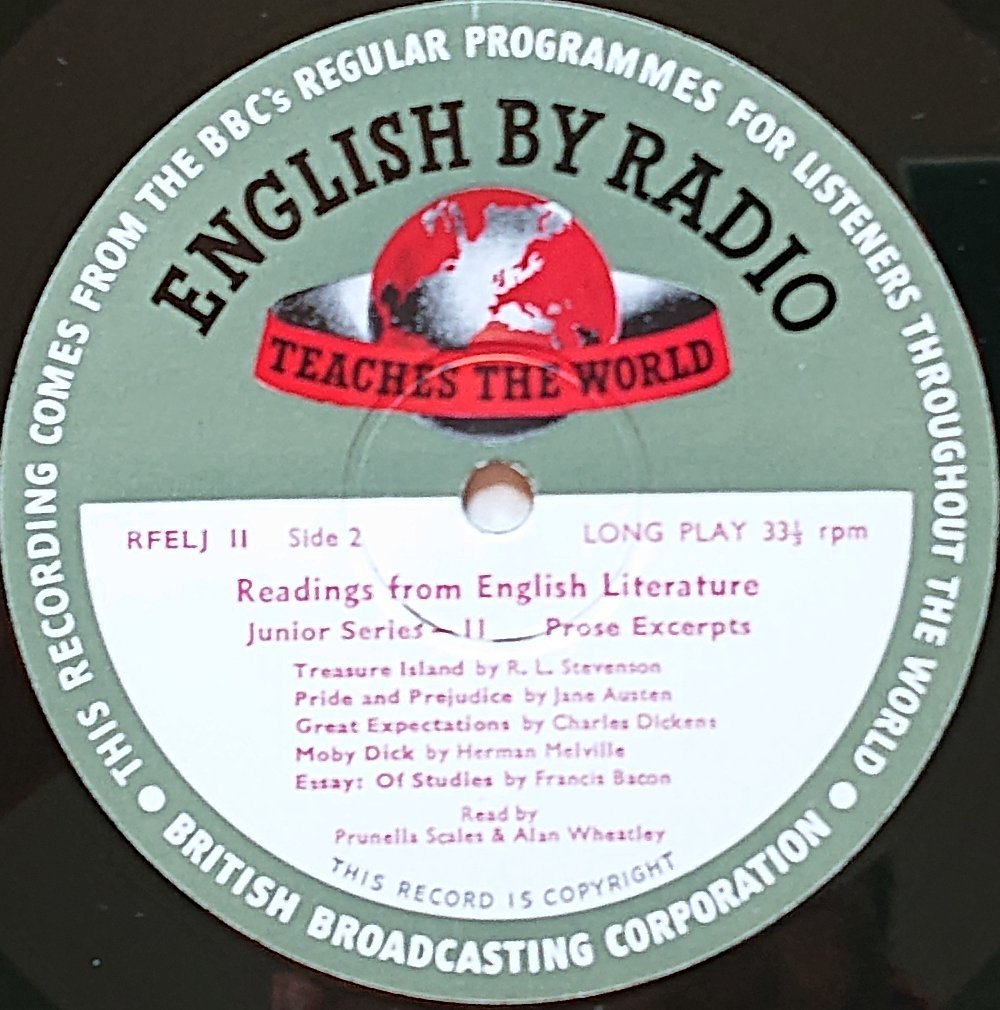 THIS RECORDING COMES FROM THE BBC's REGULAR PROGRAMMES FOR LISTENERS THROUGHOUT THE WORLD
ENGLISH BY RADIO
TEACHES THE WORLD
RFELJ II Side 2 LONG PLAY 33⅓ rpm
Readings from English Literature
Junior Series - II Prose Excerpts
Treasure Island by R. L. Stevenson
Pride and Prejudice by Jane Austen
Great Expectations by Charles Dickens
Moby Dick by Herman Melville
Essay: Of Studies by Francis Bacon
Read by
Prunella Scales & Alan Wheatley
THIS RECORD IS COPYRIGHT
• BRITISH BROADCASTING CORPORATION •